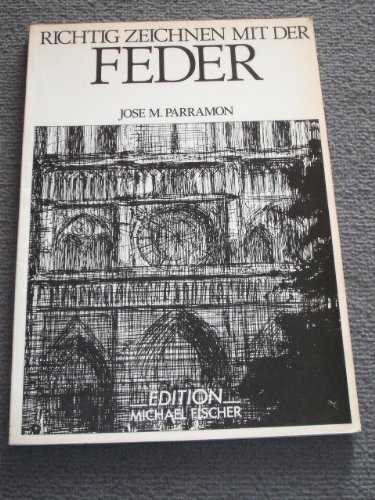 RICHTIG ZEICHNEN MIT DER
FEDER
JOSE M. PARRAMON
EDITION
MICHAEL FISCHER